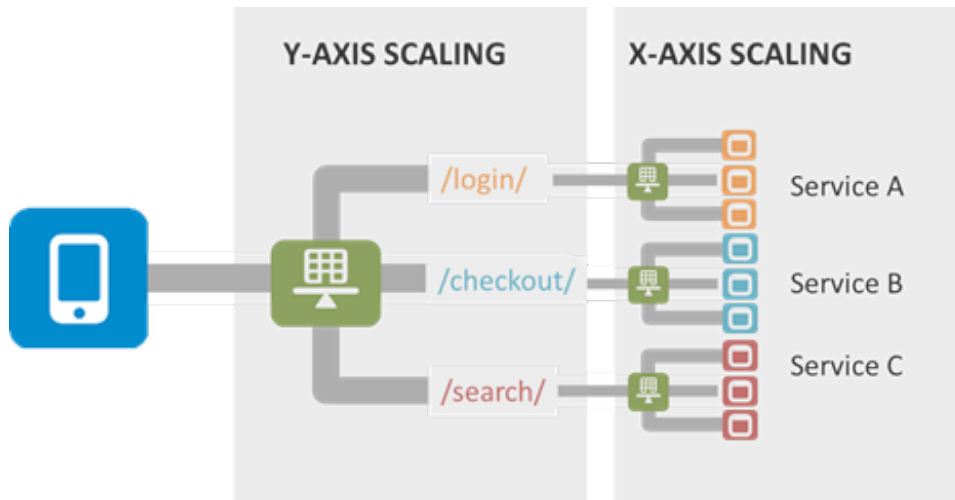 Y-AXIS SCALING
X-AXIS SCALING
/login/
Service A
/checkout/
Service B
/search/
Service C